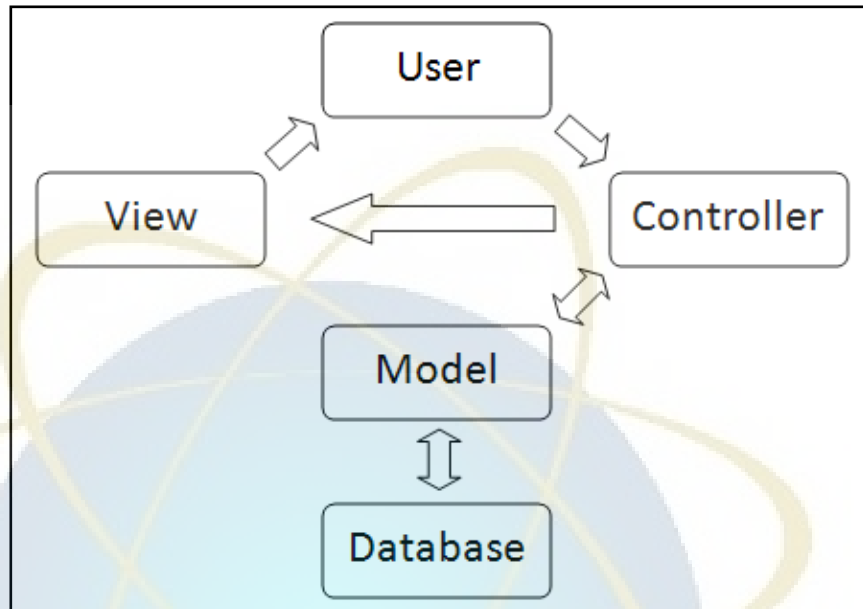 User
View
Controller
Model
Database